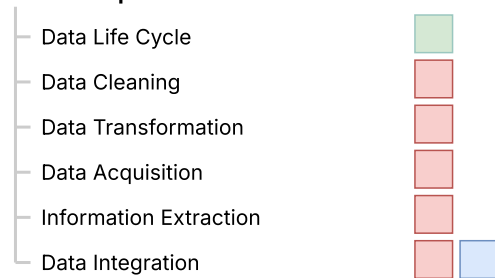 Data Life Cycle
Data Cleaning
Data Transformation
Data Acquisition
Information Extraction
Data Integration